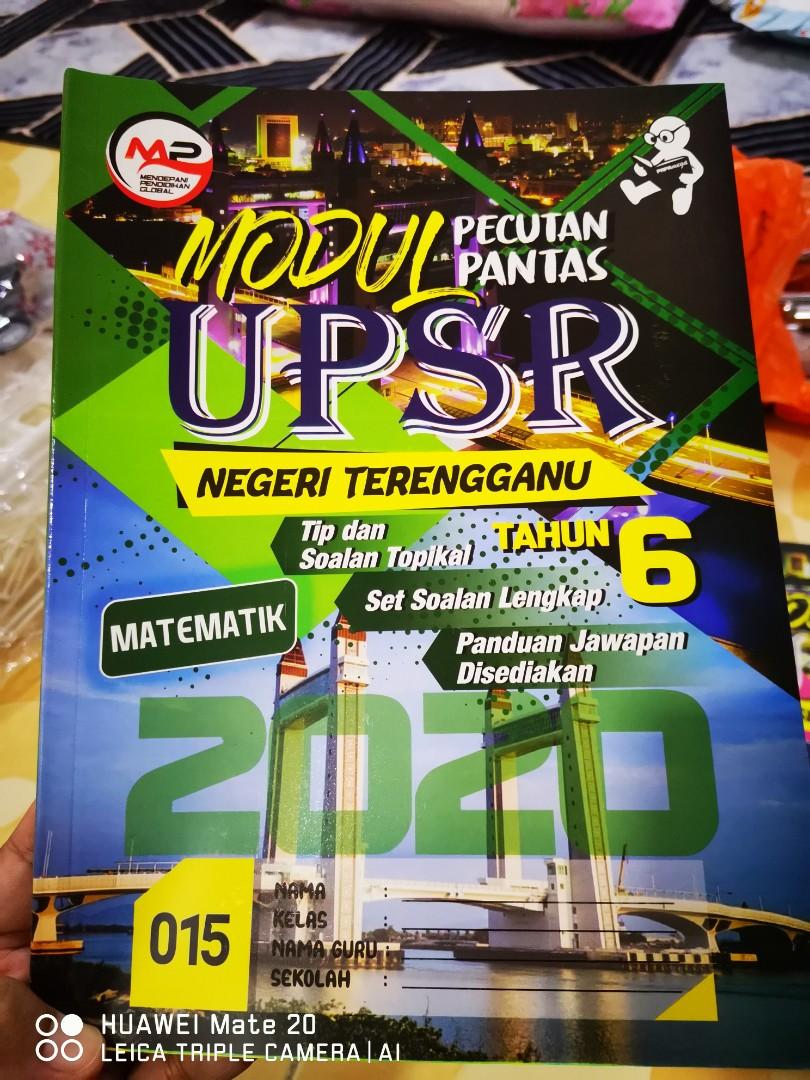 MP
MENDEPANI
PENDIDIKAN
GLOBAL
MODUL PECUTAN
PANTAS
UPSR
NEGERI TERENGGANU
Tip dan
Soalan Topikal
TAHUN 6
Set Soalan Lengkap
MATEMATIK
Panduan Jawapan
Disediakan
2020
015
NAMA :
KELAS :
NAMA GURU :
SEKOLAH :
HUAWEI Mate 20
LEICA TRIPLE CAMERA | AI